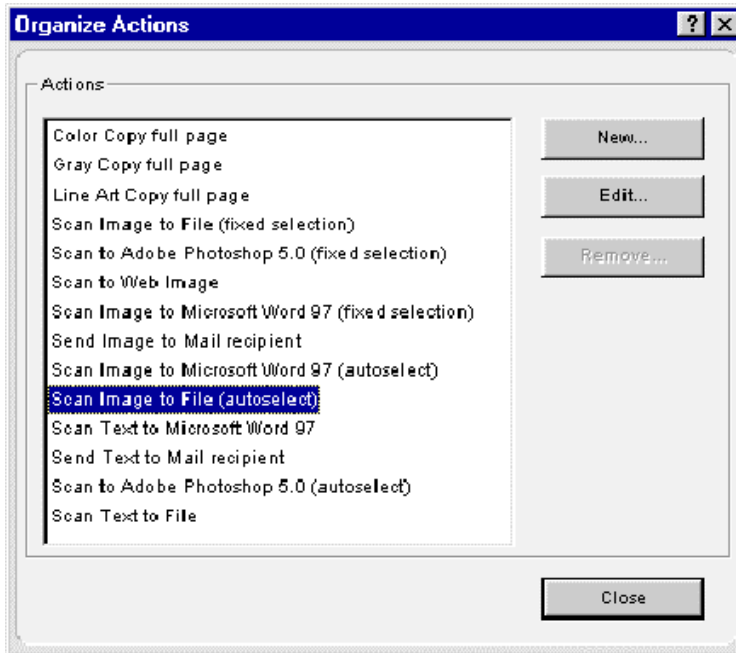 Organize Actions
?
Actions
Color Copy full page
Gray Copy full page
Line Art Copy full page
Scan Image to File (fixed selection)
Scan to Adobe Photoshop 5.0 (fixed selection)
Scan to Web Image
Scan Image to Microsoft Word 97 (fixed selection)
Send Image to Mail recipient
Scan Image to Microsoft Word 97 (autoselect)
Scan Image to File (autoselect)
Scan Text to Microsoft Word 97
Send Text to Mail recipient
Scan to Adobe Photoshop 5.0 (autoselect)
Scan Text to File
New...
Edit...
Remove...
Close